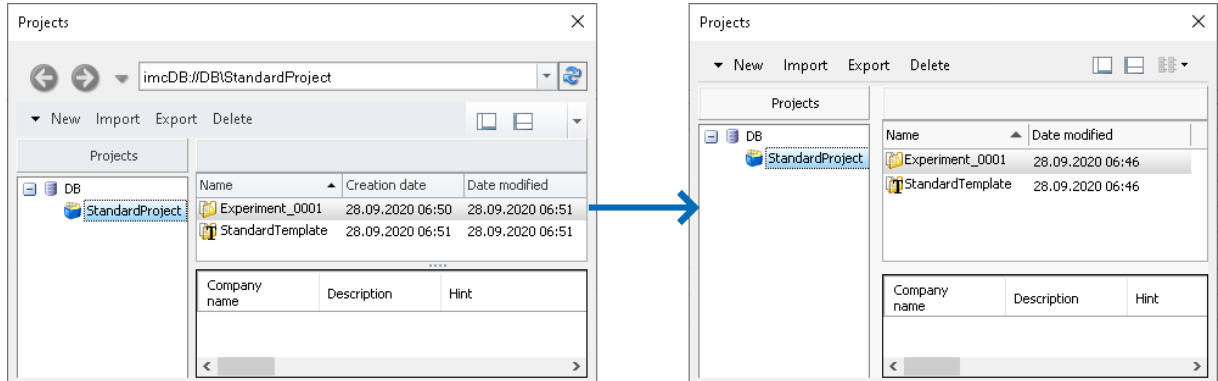 Projects
imcDB://DB\StandardProject
New Import Export Delete
Projects
DB
StandardProject
Name Creation date Date modified
Experiment_0001 28.09.2020 06:50 28.09.2020 06:51
StandardTemplate 28.09.2020 06:51 28.09.2020 06:51
Company name Description Hint
Projects
New Import Export Delete
Projects
DB
StandardProject
Name Date modified
Experiment_0001 28.09.2020 06:46
StandardTemplate 28.09.2020 06:46
Company name Description Hint